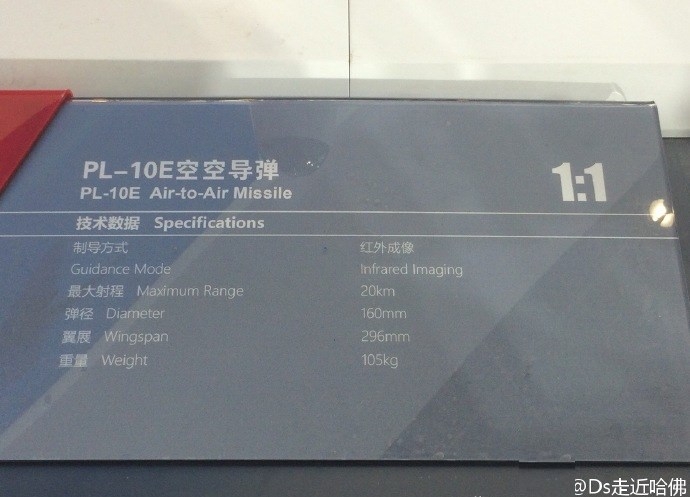 PL-10E空空导弹
PL-10E Air-to-Air Missile
1:1
技术数据 Specifications
制导方式 红外成像
Guidance Mode Infrared Imaging
最大射程 Maximum Range 20km
弹径 Diameter 160mm
翼展 Wingspan 296mm
重量 Weight 105kg
@Ds走近哈佛